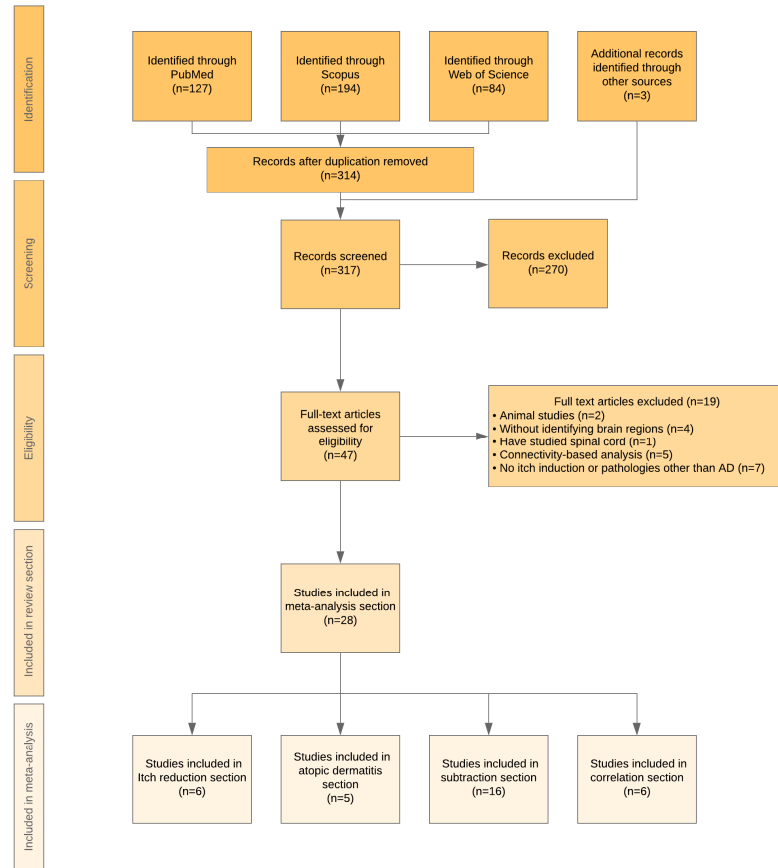 Identification
Identified through
PubMed
(n=127)
Identified through
Scopus
(n=194)
Identified through
Web of Science
(n=84)
Additional records
identified through
other sources
(n=3)
Records after duplication removed
(n=314)
Screening
Records screened
(n=317)
Records excluded
(n=270)
Eligibility
Full-text articles
assessed for
eligibility
(n=47)
Full text articles excluded (n=19)
• Animal studies (n=2)
• Without identifying brain regions (n=4)
• Have studied spinal cord (n=1)
• Connectivity-based analysis (n=5)
• No itch induction or pathologies other than AD (n=7)
Included in review section
Studies included in
meta-analysis section
(n=28)
Included in meta-analysis
Studies included in
Itch reduction section
(n=6)
Studies included in
atopic dermatitis
section
(n=5)
Studies included in
subtraction section
(n=16)
Studies included in
correlation section
(n=6)